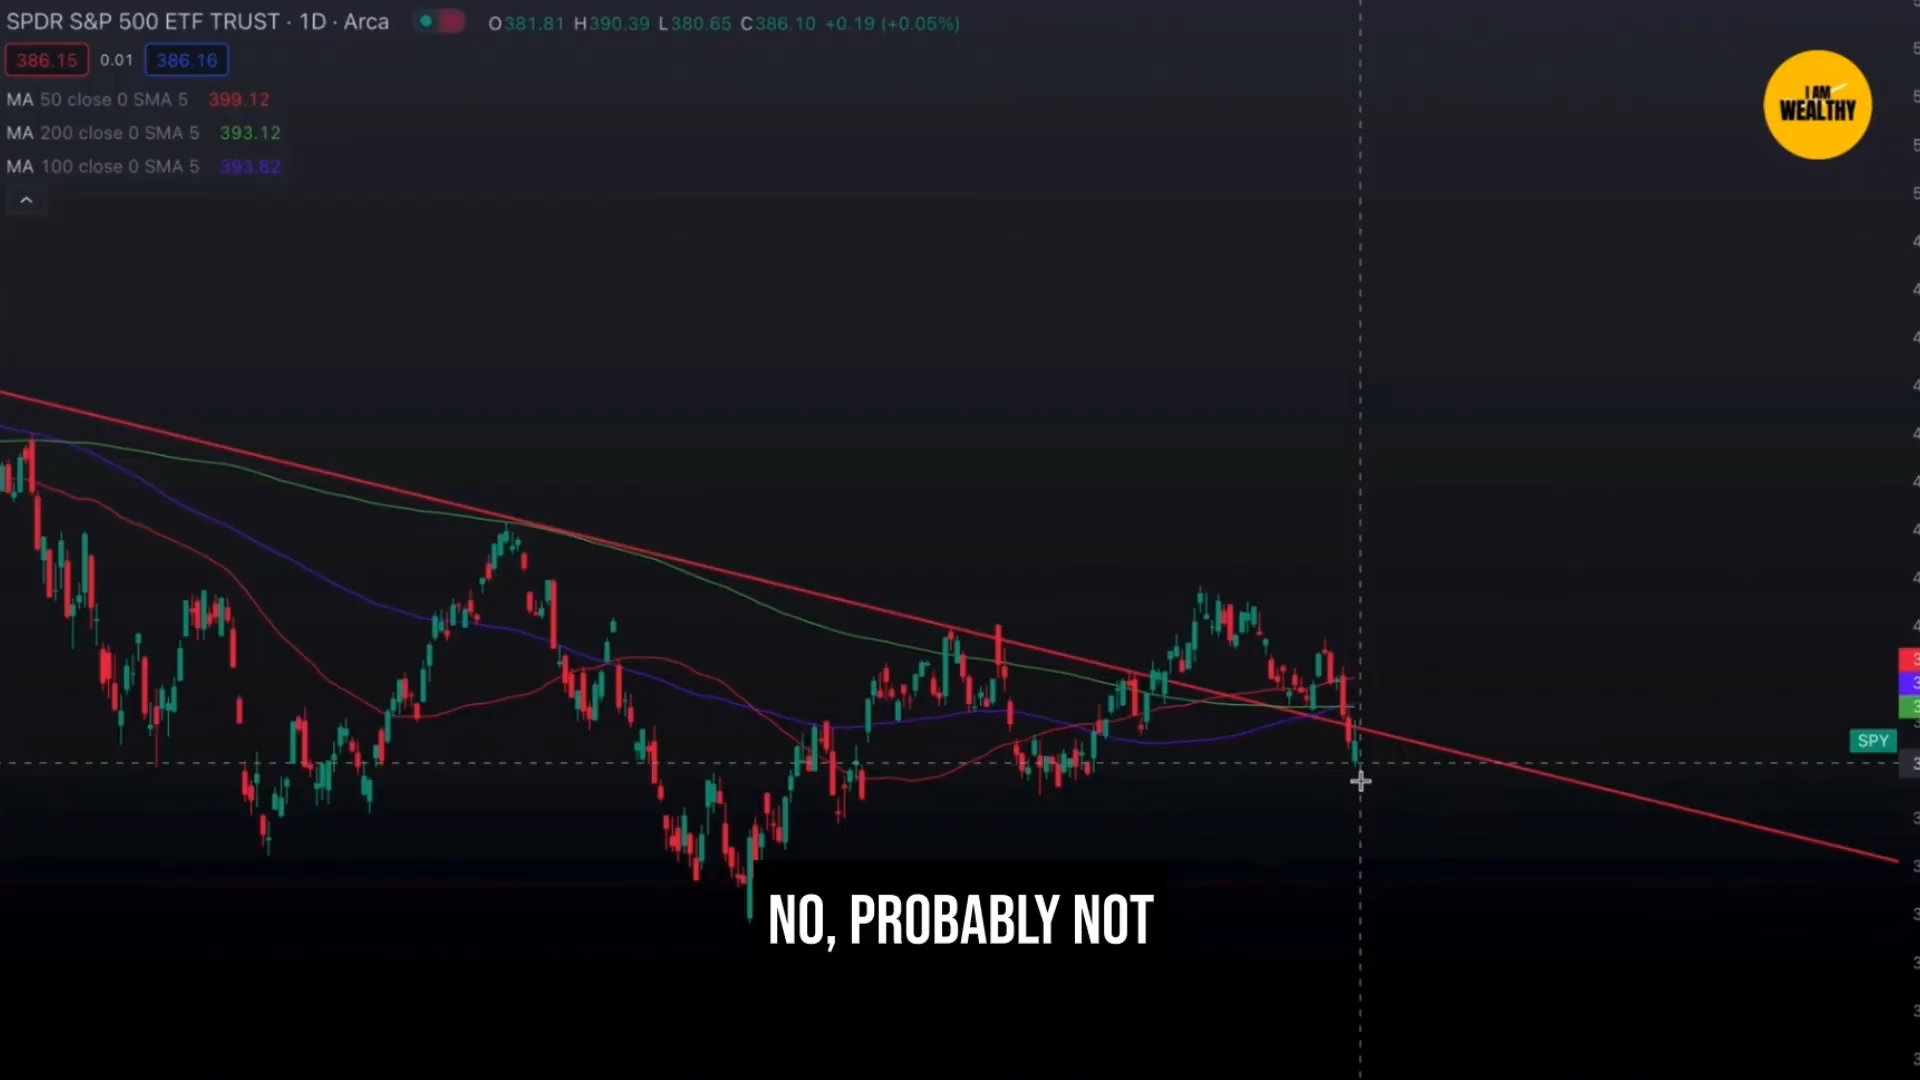 SPDR S&P 500 ETF TRUST · 1D · Arca O381.81 H390.39 L380.65 C386.10 +0.19 (+0.05%)
386.15 0.01 386.16
MA 50 close 0 SMA 5 399.12
MA 200 close 0 SMA 5 393.12
MA 100 close 0 SMA 5 393.82
I AM
WEALTHY
SPY
NO, PROBABLY NOT